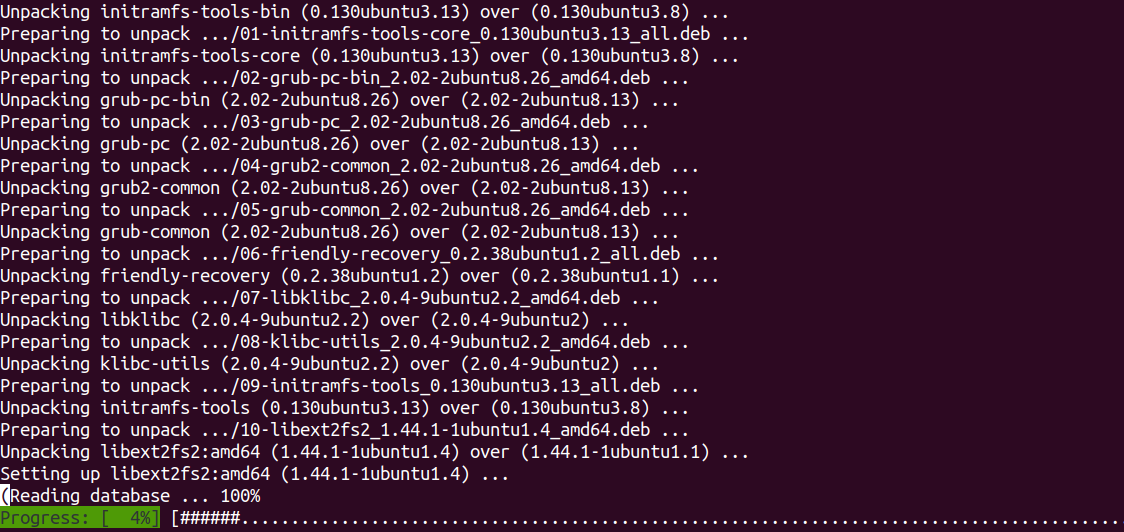 Unpacking initramfs-tools-bin (0.130ubuntu3.13) over (0.130ubuntu3.8) ...
Preparing to unpack .../01-initramfs-tools-core_0.130ubuntu3.13_all.deb ...
Unpacking initramfs-tools-core (0.130ubuntu3.13) over (0.130ubuntu3.8) ...
Preparing to unpack .../02-grub-pc-bin_2.02-2ubuntu8.26_amd64.deb ...
Unpacking grub-pc-bin (2.02-2ubuntu8.26) over (2.02-2ubuntu8.13) ...
Preparing to unpack .../03-grub-pc_2.02-2ubuntu8.26_amd64.deb ...
Unpacking grub-pc (2.02-2ubuntu8.26) over (2.02-2ubuntu8.13) ...
Preparing to unpack .../04-grub2-common_2.02-2ubuntu8.26_amd64.deb ...
Unpacking grub2-common (2.02-2ubuntu8.26) over (2.02-2ubuntu8.13) ...
Preparing to unpack .../05-grub-common_2.02-2ubuntu8.26_amd64.deb ...
Unpacking grub-common (2.02-2ubuntu8.26) over (2.02-2ubuntu8.13) ...
Preparing to unpack .../06-friendly-recovery_0.2.38ubuntu1.2_all.deb ...
Unpacking friendly-recovery (0.2.38ubuntu1.2) over (0.2.38ubuntu1.1) ...
Preparing to unpack .../07-libklibc_2.0.4-9ubuntu2.2_amd64.deb ...
Unpacking libklibc (2.0.4-9ubuntu2.2) over (2.0.4-9ubuntu2) ...
Preparing to unpack .../08-klibc-utils_2.0.4-9ubuntu2.2_amd64.deb ...
Unpacking klibc-utils (2.0.4-9ubuntu2.2) over (2.0.4-9ubuntu2) ...
Preparing to unpack .../09-initramfs-tools_0.130ubuntu3.13_all.deb ...
Unpacking initramfs-tools (0.130ubuntu3.13) over (0.130ubuntu3.8) ...
Preparing to unpack .../10-libext2fs2_1.44.1-1ubuntu1.4_amd64.deb ...
Unpacking libext2fs2:amd64 (1.44.1-1ubuntu1.4) over (1.44.1-1ubuntu1.1) ...
Setting up libext2fs2:amd64 (1.44.1-1ubuntu1.4) ...
(Reading database ... 100%
Progress: [  4%] [######........................................................................................